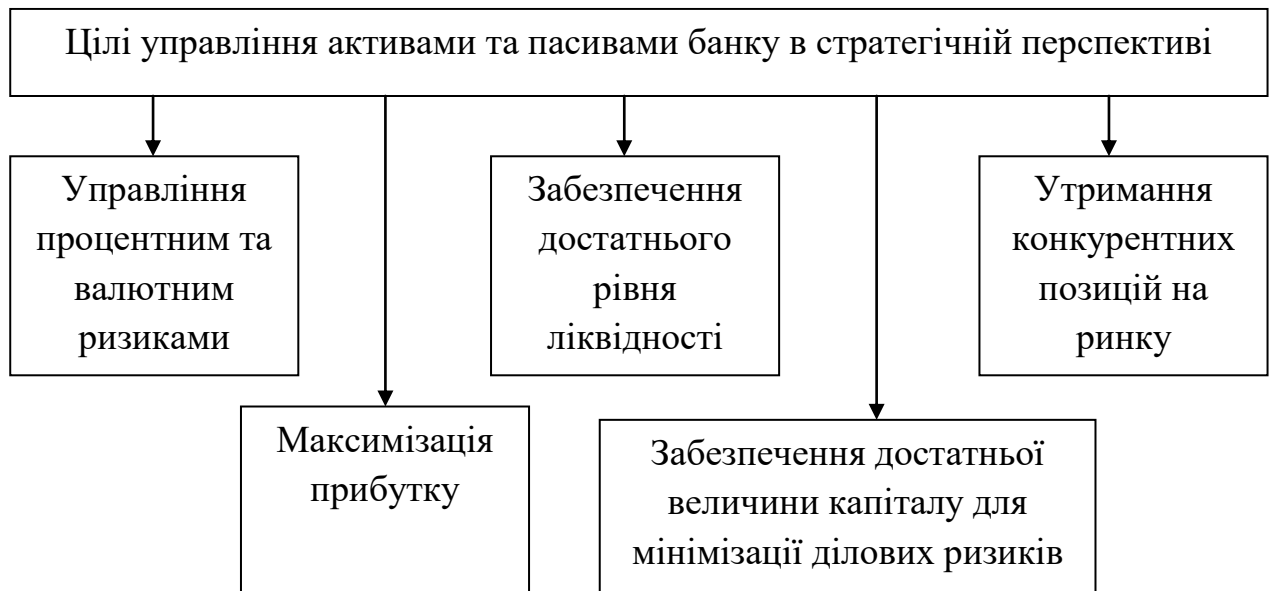 Цілі управління активами та пасивами банку в стратегічній перспективі
Управління
процентним та
валютним
ризиками
Забезпечення
достатнього
рівня
ліквідності
Утримання
конкурентних
позицій на
ринку
Максимізація
прибутку
Забезпечення достатньої
величини капіталу для
мінімізації ділових ризиків